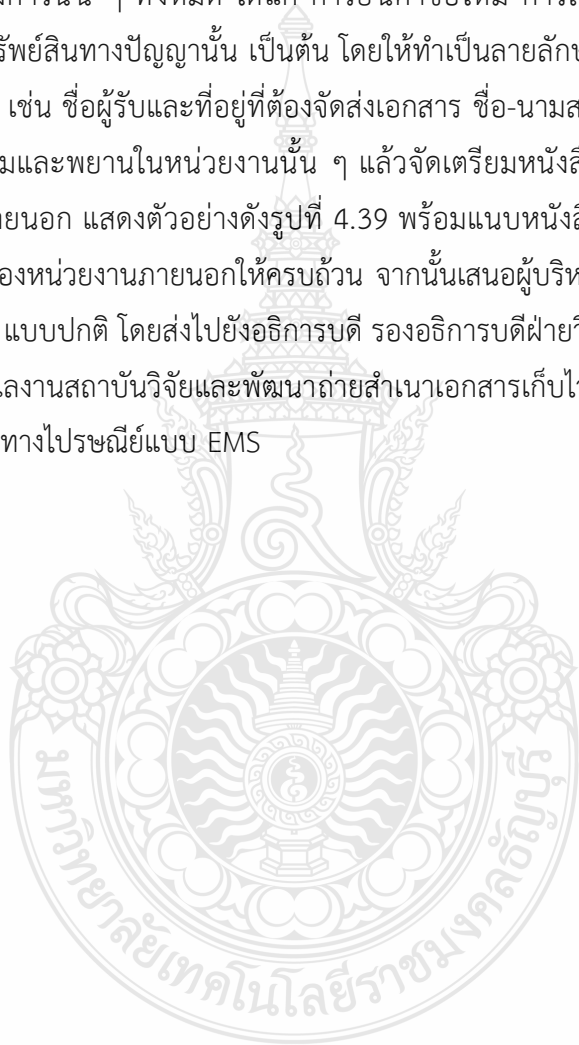 ทั้งหมด ได้แก่ การยื่นคำขอใหม่
รัพย์สินทางปัญญานั้น เป็นต้น โดยให้ทำเป็นลายลัก
เช่น ชื่อผู้รับและที่อยู่ที่ต้องจัดส่งเอกสาร ชื่อ-นามส
มและพยานในหน่วยงานนั้น ๆ แล้วจัดเตรียมหนังสื
ายนอก แสดงตัวอย่างดังรูปที่ 4.39 พร้อมแนบหนังสื
องหน่วยงานภายนอกให้ครบถ้วน จากนั้นเสนอผู้บริห
แบบปกติ โดยส่งไปยังอธิการบดี รองอธิการบดีฝ่ายวิ
ลงานสถาบันวิจัยและพัฒนาถ่ายสำเนาเอกสารเก็บไ
ทางไปรษณีย์แบบ EMS
มหาวิทยาลัยเทคโนโลยีราชมงคลธัญบุรี